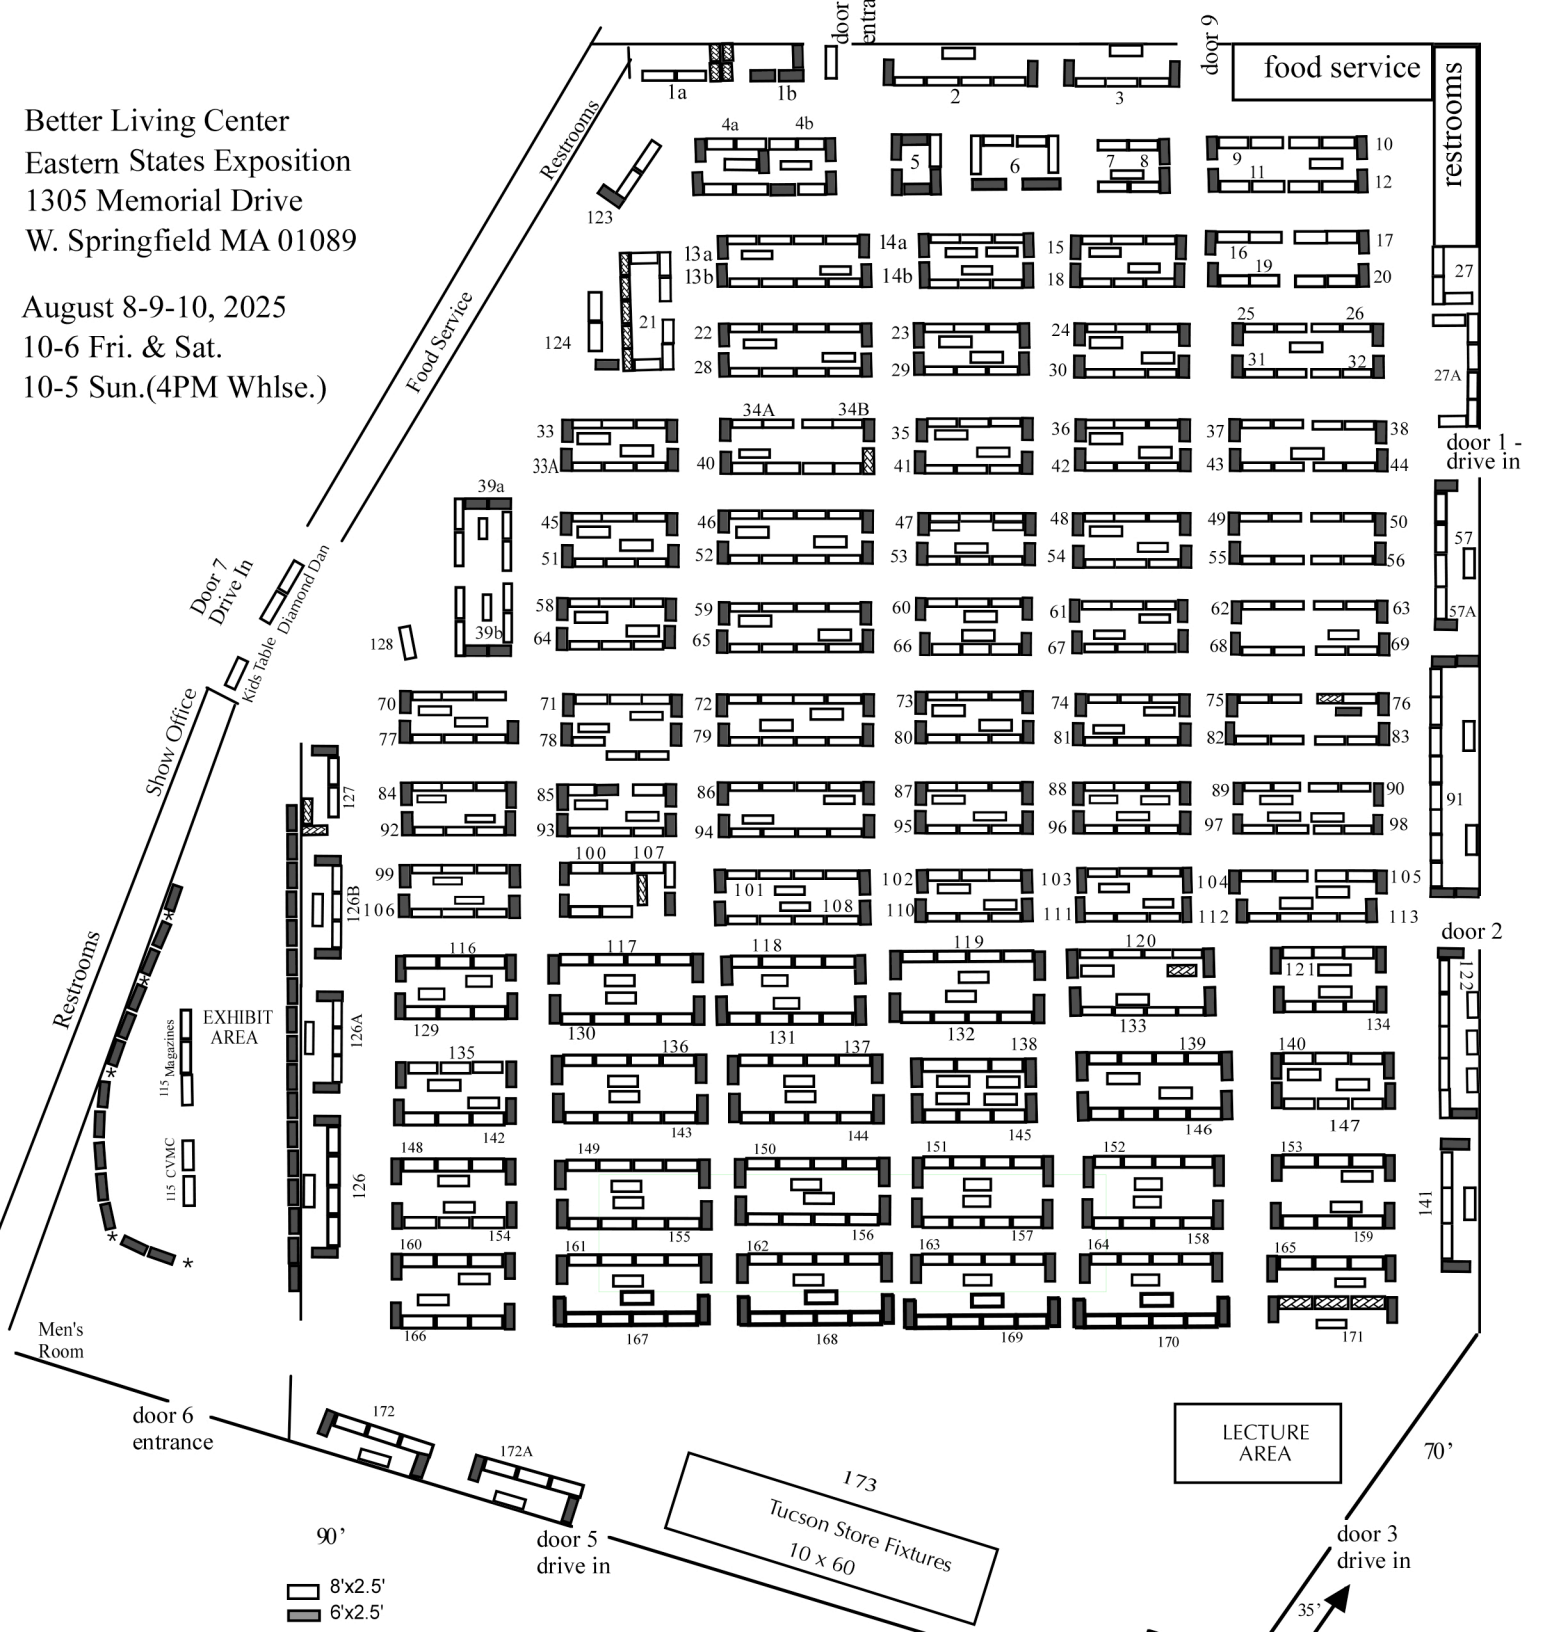 door
entra
door 9
food service
restrooms
1a
1b
2
3
Better Living Center
Eastern States Exposition
1305 Memorial Drive
W. Springfield MA 01089
August 8-9-10, 2025
10-6 Fri. & Sat.
10-5 Sun.(4PM Whlse.)
Restrooms
Food Service
4a
4b
5
6
7
8
9
10
11
12
123
13a
13b
14a
14b
15
18
16
17
19
20
27
124
21
22
28
23
29
24
30
25
26
31
32
27A
33
33A
34A
34B
40
35
41
36
42
37
38
43
44
door 1 -
drive in
39a
39b
45
51
46
52
47
53
48
54
49
50
55
56
57
57A
Door 7
Drive In
Diamond Dan
Kids Table
128
58
64
59
65
60
66
61
67
62
63
68
69
Show Office
70
77
71
78
72
79
73
80
74
81
75
76
82
83
127
84
92
85
93
86
94
87
95
88
96
89
90
97
98
91
126B
99
106
100
107
101
108
102
110
103
111
104
105
112
113
door 2
Restrooms
*
*
115 Magazines
EXHIBIT
AREA
126A
116
129
117
130
118
131
119
132
120
133
121
134
122
*
135
142
136
143
137
144
138
145
139
146
140
147
115 CVMC
126
148
154
149
155
150
156
151
157
152
158
153
159
141
*
*
160
166
161
167
162
168
163
169
164
170
165
171
Men's
Room
door 6
entrance
172
172A
door 5
drive in
173
Tucson Store Fixtures
10 x 60
LECTURE
AREA
70’
door 3
drive in
35’
90’
8'x2.5'
6'x2.5'